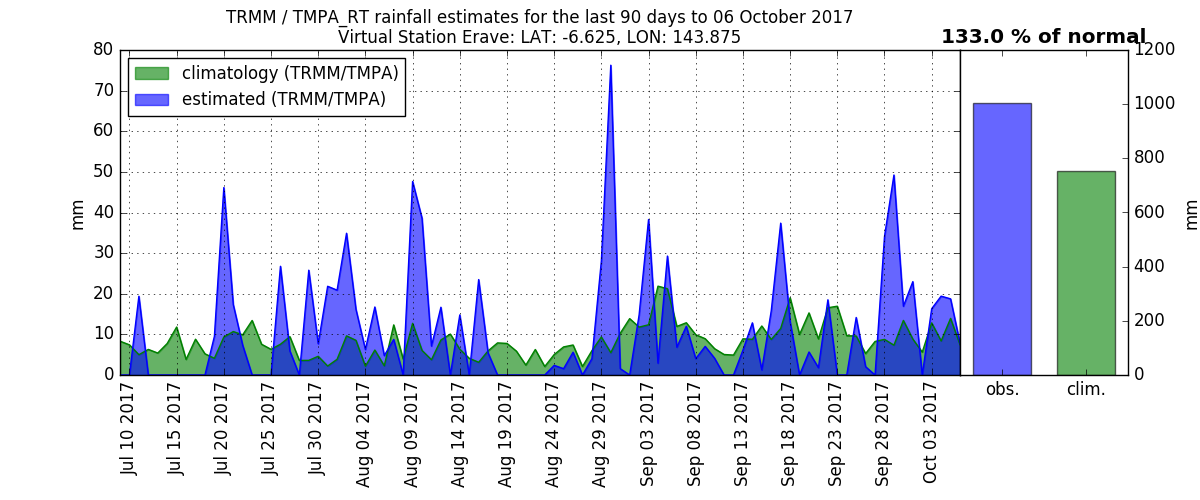 TRMM / TMPA_RT rainfall estimates for the last 90 days to 06 October 2017
Virtual Station Erave: LAT: -6.625, LON: 143.875
133.0 % of normal
climatology (TRMM/TMPA)
estimated (TRMM/TMPA)
mm
80
70
60
50
40
30
20
10
0
Jul 10 2017
Jul 15 2017
Jul 20 2017
Jul 25 2017
Jul 30 2017
Aug 04 2017
Aug 09 2017
Aug 14 2017
Aug 19 2017
Aug 24 2017
Aug 29 2017
Sep 03 2017
Sep 08 2017
Sep 13 2017
Sep 18 2017
Sep 23 2017
Sep 28 2017
Oct 03 2017
obs.
clim.
1200
1000
800
600
400
200
0
mm